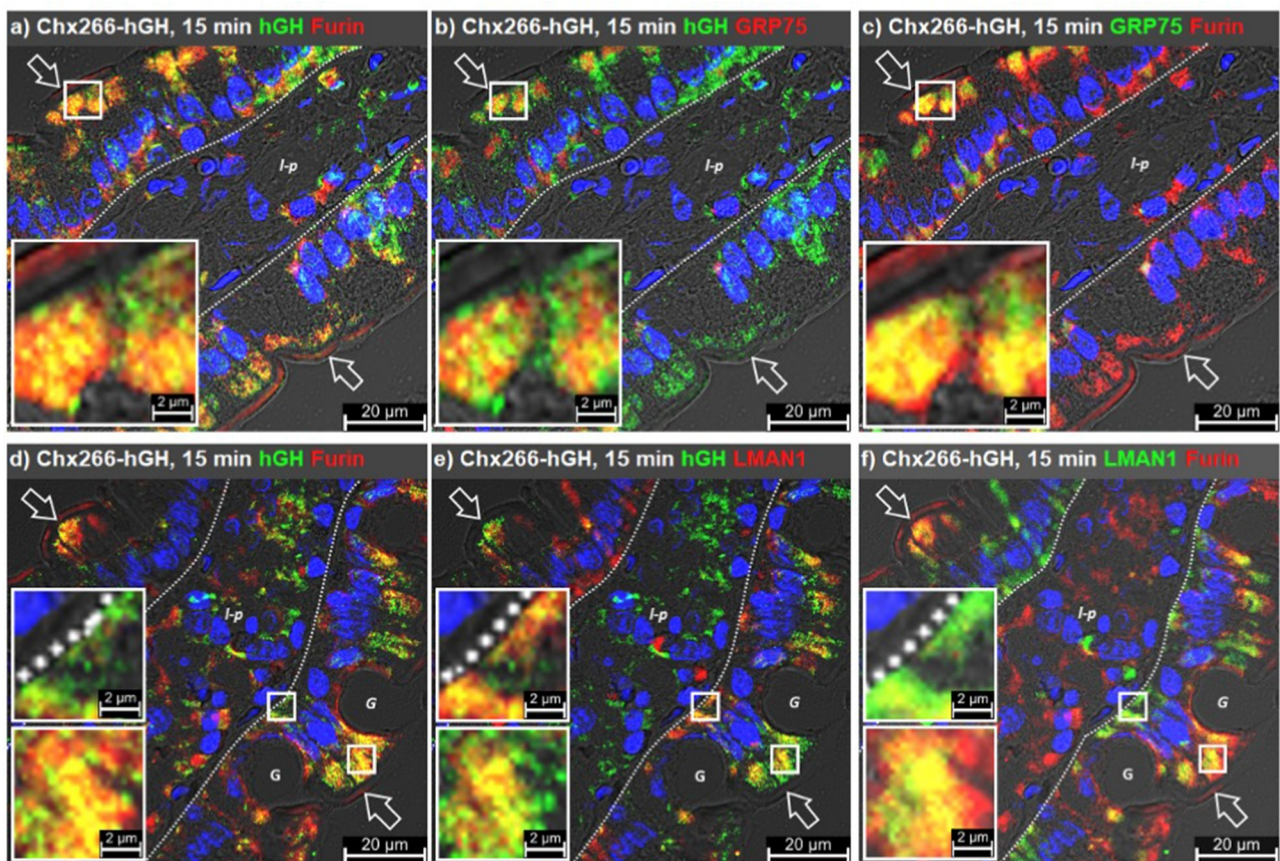 a) Chx266-hGH, 15 min hGH Furin
b) Chx266-hGH, 15 min hGH GRP75
c) Chx266-hGH, 15 min GRP75 Furin
l-p
l-p
l-p
2 µm
20 µm
2 µm
20 µm
2 µm
20 µm
d) Chx266-hGH, 15 min hGH Furin
e) Chx266-hGH, 15 min hGH LMAN1
f) Chx266-hGH, 15 min LMAN1 Furin
l-p
l-p
l-p
2 µm
G
2 µm
G
2 µm
G
G
G
G
2 µm
20 µm
2 µm
20 µm
2 µm
20 µm